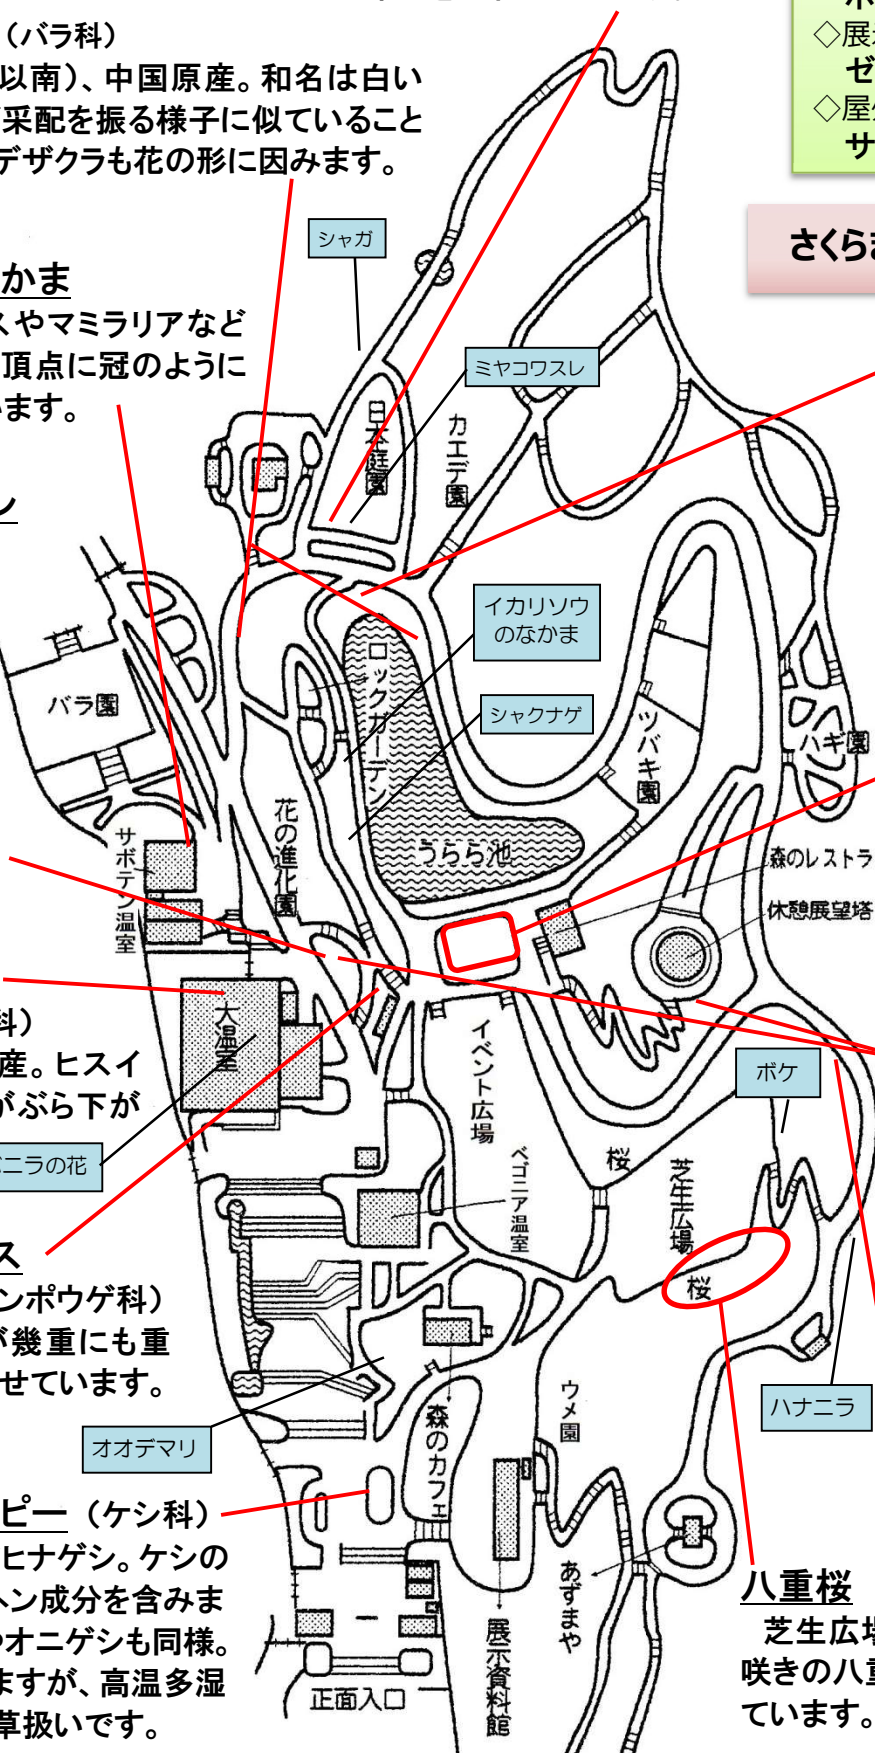 （バラ科）
以南）、中国原産。和名は白い
采配を振る様子に似ていること
デザクラも花の形に因みます。
◇展
ゼ
◇屋
サ
さくら
シャガ
かま
スやマミラリアなど
頂点に冠のように
います。
ミヤコワスレ
日本庭園
カエデ園
ン
イカリソウ
のなかま
ロックガーデン
シャクナゲ
バラ園
ツバキ園
ハギ園
花の進化園
サボテン温室
うらら池
森のレストラ
休憩展望塔
大温室
科）
産。ヒスイ
がぶら下が
ニラの花
イベント広場
ボケ
ベゴニア温室
桜
芝生広場
桜
ス
ンポウゲ科）
が幾重にも重
せています。
オオデマリ
ハナニラ
ウメ園
森のカフェ
ピー（ケシ科）
ヒナゲシ。ケシの
トン成分を含みま
やオニゲシも同様。
ますが、高温多湿
草扱いです。
あずまや
展示資料館
正面入口
八重桜
芝生広場
咲きの八重
ています。